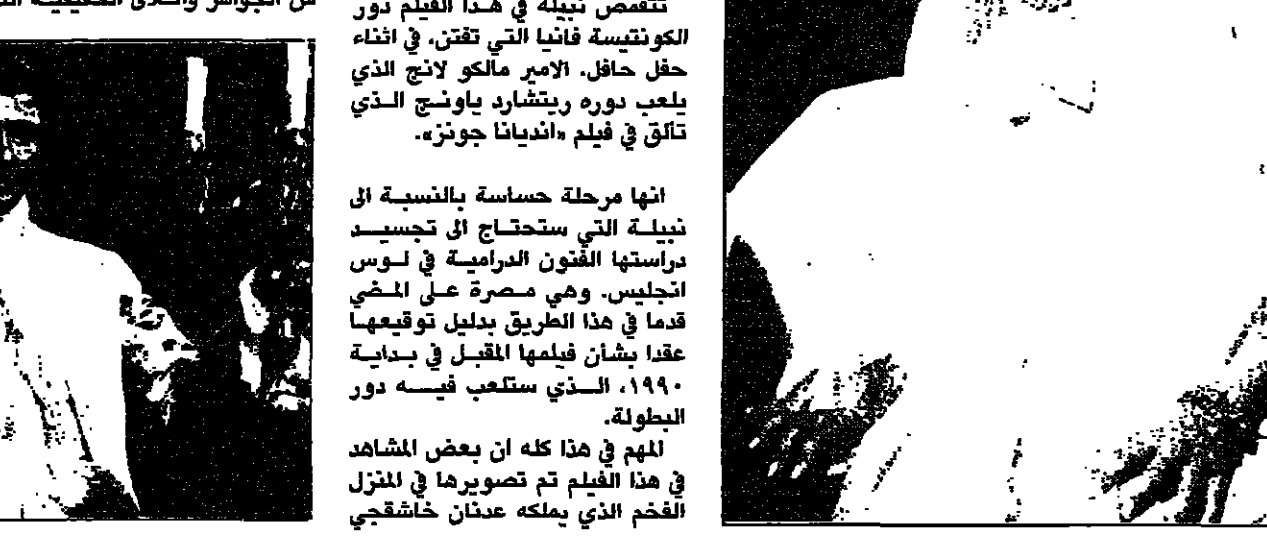 تتقمص نبيلة في هذا الفيلم دور
الكونتيسة فانيا التي تفتن، في اثناء
حفل حافل، الامير مالكو لانج الذي
يلعب دوره ريتشارد ياونج الذي
تألق في فيلم «انديانا جونز».
انها مرحلة حساسة بالنسبة الى
نبيلة التي ستحتاج الى تجسيد
دراستها الفنون الدرامية في لوس
انجليس. وهي مصرة على المضي
قدما في هذا الطريق بدليل توقيعها
عقدا بشأن فيلمها المقبل في بداية
١٩٩٠، الذي ستلعب فيه دور
البطولة.
المهم في هذا كله ان بعض المشاهد
في هذا الفيلم تم تصويرها في المنزل
الفخم الذي يملكه عدنان خاشقجي